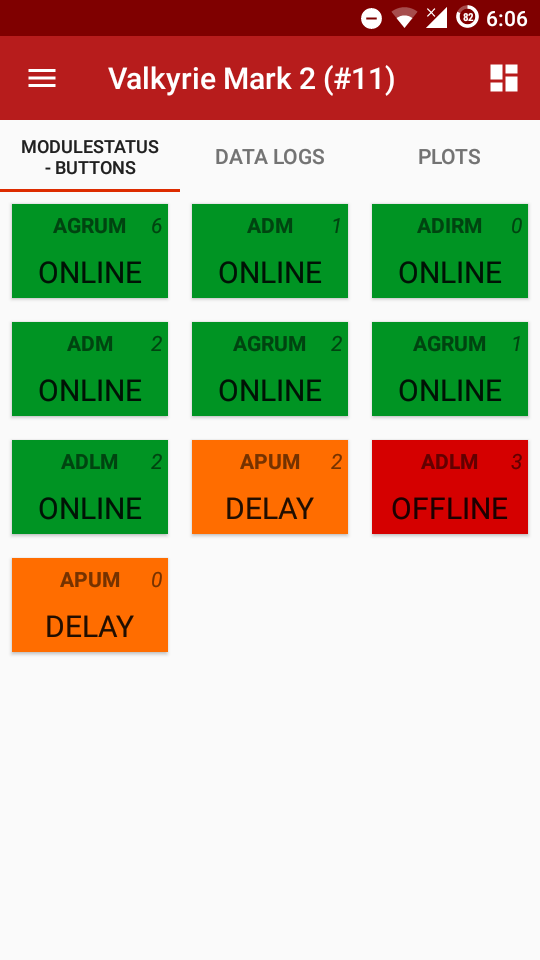 82 6:06
Valkyrie Mark 2 (#11)
MODULESTATUS
- BUTTONS
DATA LOGS
PLOTS
AGRUM 6
ONLINE
ADM 1
ONLINE
ADIRM 0
ONLINE
ADM 2
ONLINE
AGRUM 2
ONLINE
AGRUM 1
ONLINE
ADLM 2
ONLINE
APUM 2
DELAY
ADLM 3
OFFLINE
APUM 0
DELAY